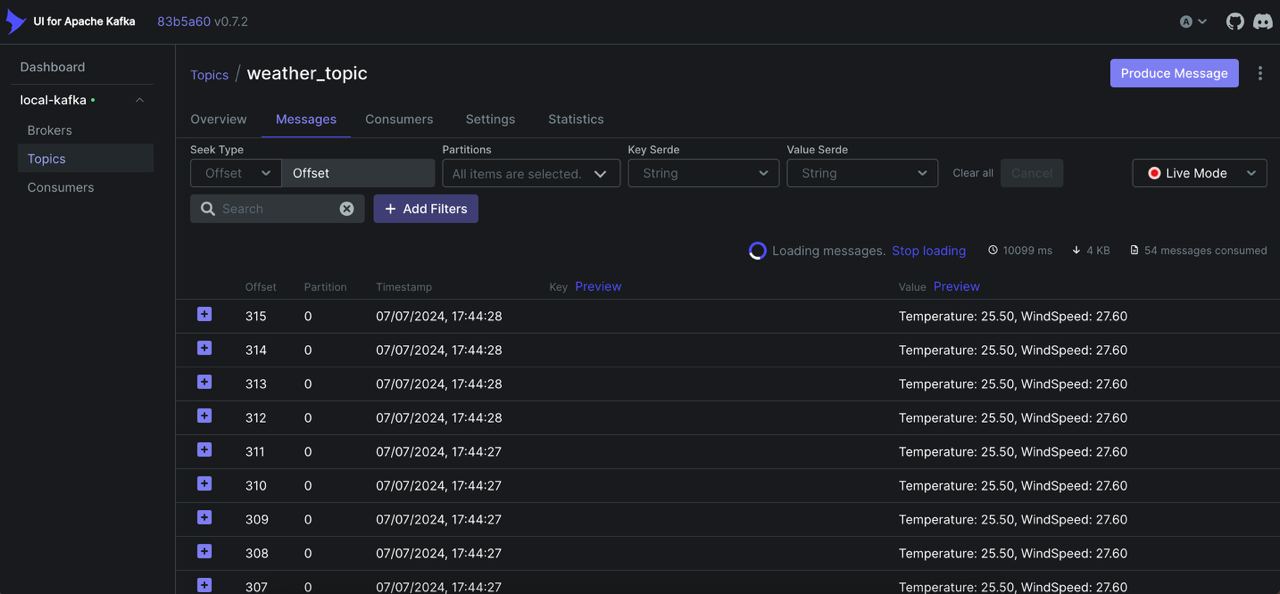 UI for Apache Kafka 83b5a60 v0.7.2 A
Dashboard
local-kafka
Brokers
Topics
Consumers
Topics / weather_topic
Produce Message
Overview Messages Consumers Settings Statistics
Seek Type Partitions Key Serde Value Serde
Offset Offset All items are selected. String String Clear all Cancel Live Mode
Search Add Filters
Loading messages. Stop loading 10099 ms 4 KB 54 messages consumed
Offset Partition Timestamp Key Preview Value Preview
315 0 07/07/2024, 17:44:28 Temperature: 25.50, WindSpeed: 27.60
314 0 07/07/2024, 17:44:28 Temperature: 25.50, WindSpeed: 27.60
313 0 07/07/2024, 17:44:28 Temperature: 25.50, WindSpeed: 27.60
312 0 07/07/2024, 17:44:28 Temperature: 25.50, WindSpeed: 27.60
311 0 07/07/2024, 17:44:27 Temperature: 25.50, WindSpeed: 27.60
310 0 07/07/2024, 17:44:27 Temperature: 25.50, WindSpeed: 27.60
309 0 07/07/2024, 17:44:27 Temperature: 25.50, WindSpeed: 27.60
308 0 07/07/2024, 17:44:27 Temperature: 25.50, WindSpeed: 27.60
307 0 07/07/2024, 17:44:27 Temperature: 25.50, WindSpeed: 27.60